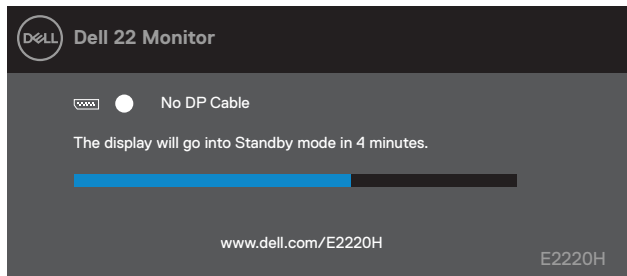 DELL
Dell 22 Monitor
No DP Cable
The display will go into Standby mode in 4 minutes.
www.dell.com/E2220H
E2220H